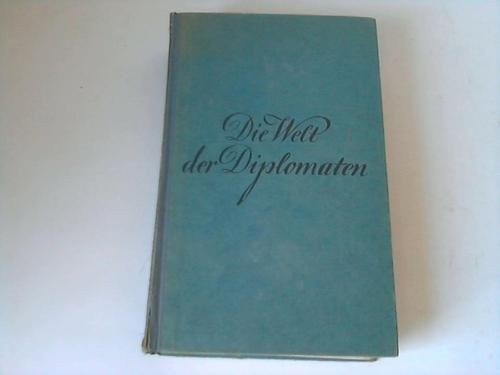 Die Welt
der Diplomaten